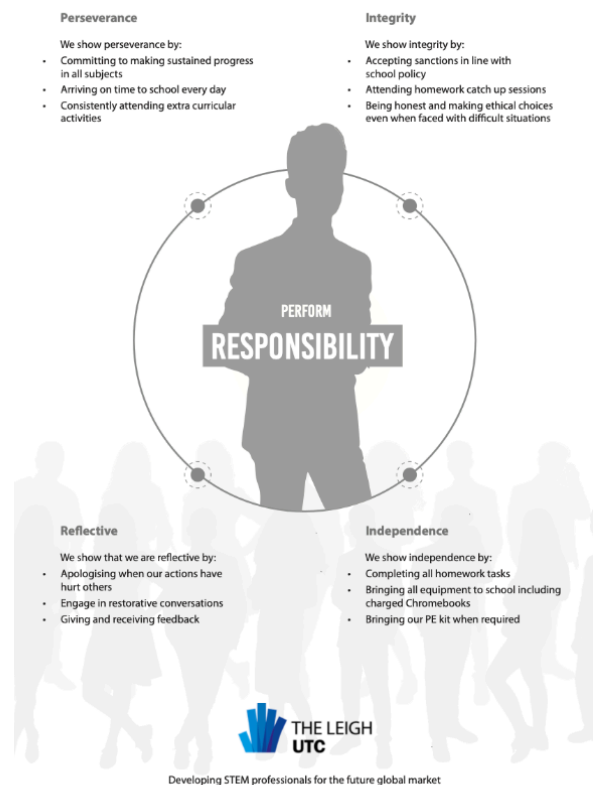 Perseverance
We show perseverance by:
• Committing to making sustained progress
in all subjects
• Arriving on time to school every day
• Consistently attending extra curricular
activities
Integrity
We show integrity by:
• Accepting sanctions in line with
school policy
• Attending homework catch up sessions
• Being honest and making ethical choices
even when faced with difficult situations
PERFORM
RESPONSIBILITY
Reflective
We show that we are reflective by:
• Apologising when our actions have
hurt others
• Engage in restorative conversations
• Giving and receiving feedback
Independence
We show independence by:
• Completing all homework tasks
• Bringing all equipment to school including
charged Chromebooks
• Bringing our PE kit when required
THE LEIGH
UTC
Developing STEM professionals for the future global market